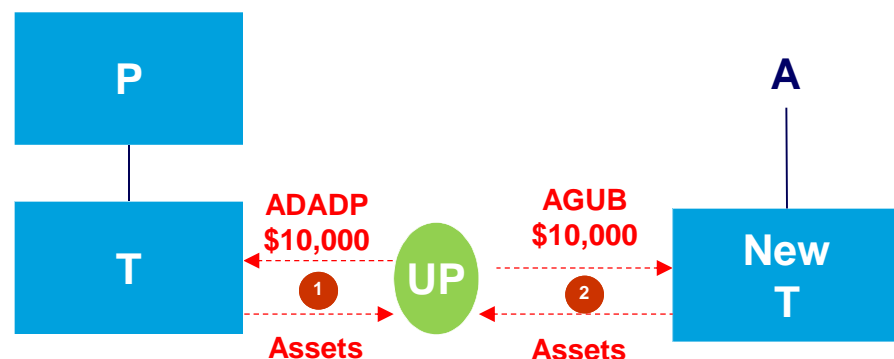 P
A
ADADP
$10,000
AGUB
$10,000
T
1
UP
2
New
T
Assets
Assets